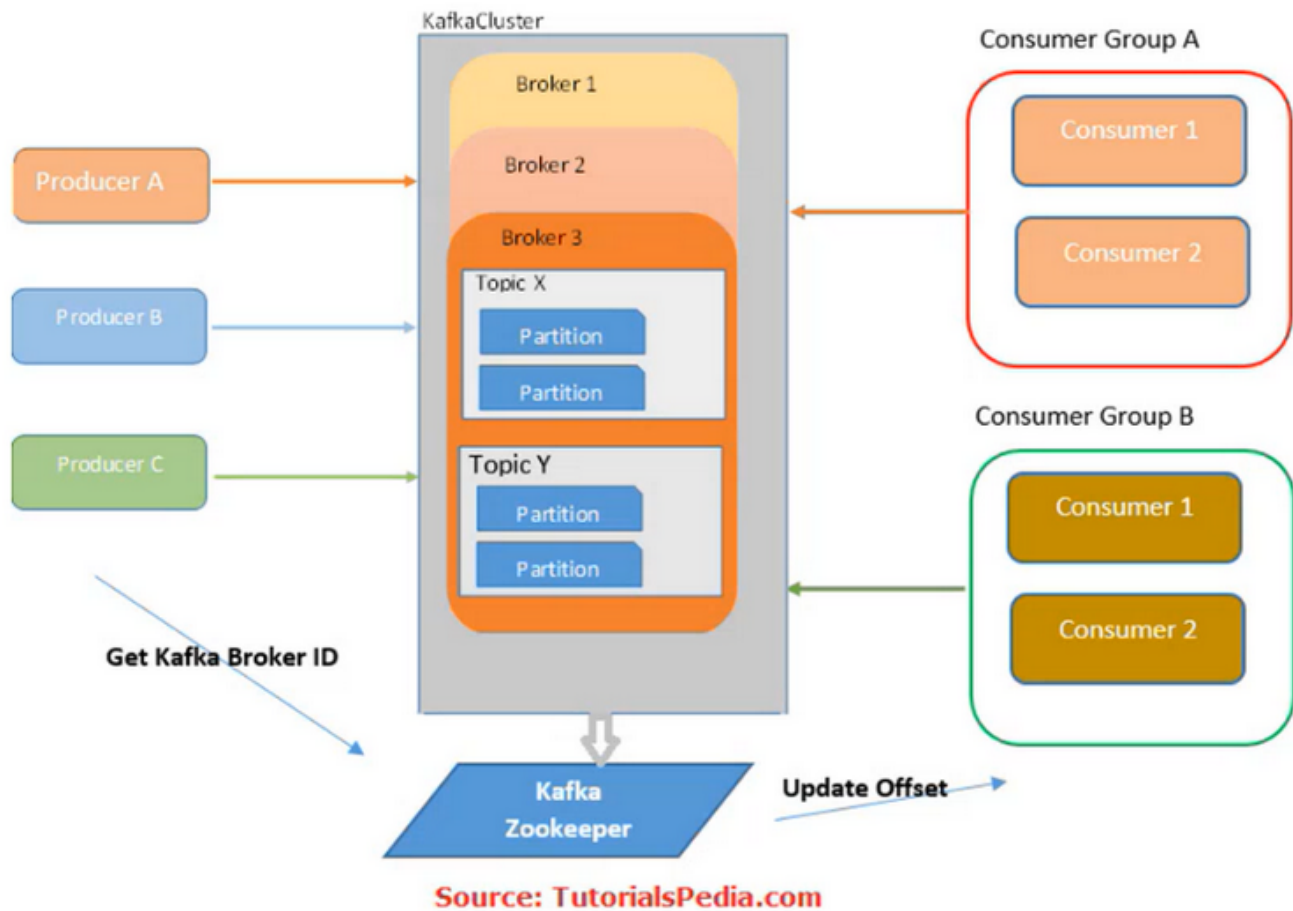 KafkaCluster
Broker 1
Broker 2
Broker 3
Topic X
Partition
Partition
Topic Y
Partition
Partition
Producer A
Producer B
Producer C
Get Kafka Broker ID
Kafka
Zookeeper
Update Offset
Consumer Group A
Consumer 1
Consumer 2
Consumer Group B
Consumer 1
Consumer 2
Source: TutorialsPedia.com